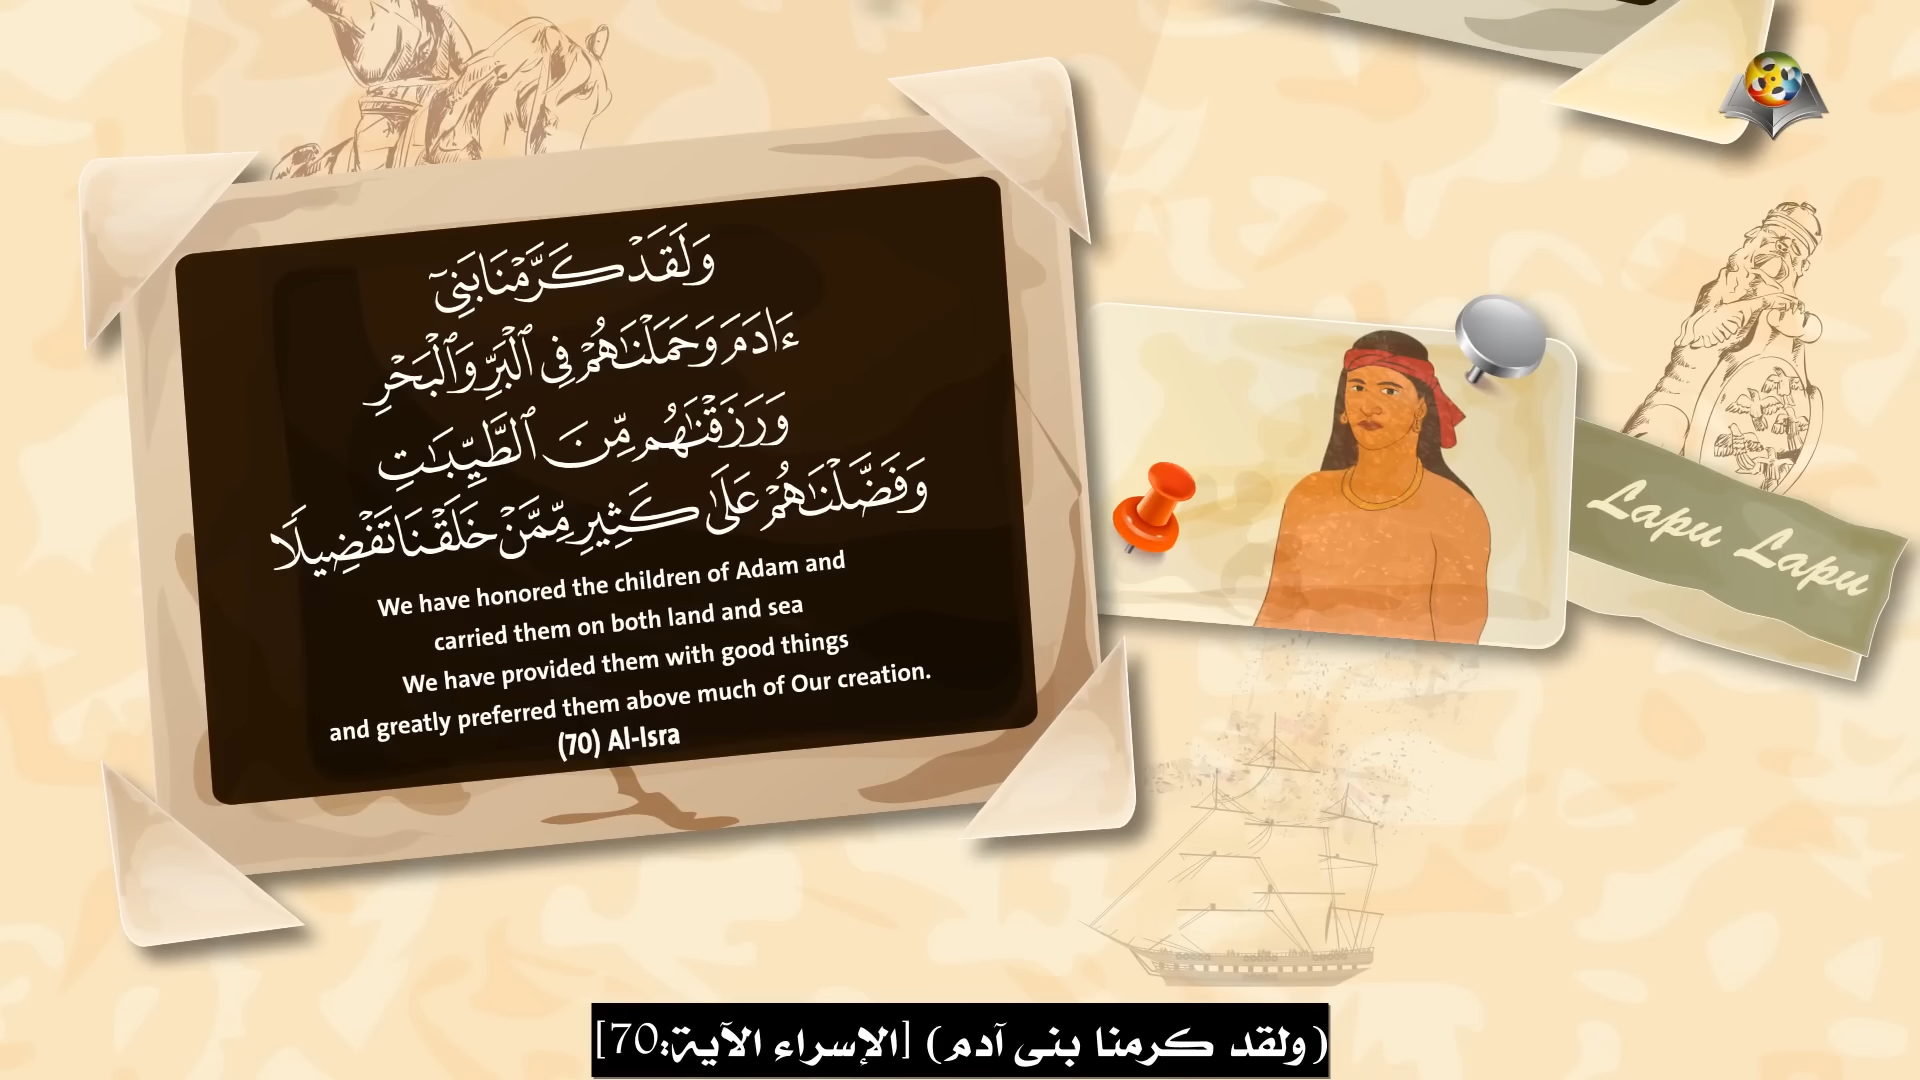 وَلَقَدْ كَرَّمْنَا بَنِىٓ
ءَادَمَ وَحَمَلْنَـٰهُمْ فِى ٱلْبَرِّ وَٱلْبَحْرِ
وَرَزَقْنَـٰهُم مِّنَ ٱلطَّيِّبَـٰتِ
وَفَضَّلْنَـٰهُمْ عَلَىٰ كَثِيرٍ مِّمَّنْ خَلَقْنَا تَفْضِيلًا
We have honored the children of Adam and
carried them on both land and sea
We have provided them with good things
and greatly preferred them above much of Our creation.
(70) Al-Isra
Lapu Lapu
(ولقد كرمنا بنى آدم) [الإسراء الآية:70]